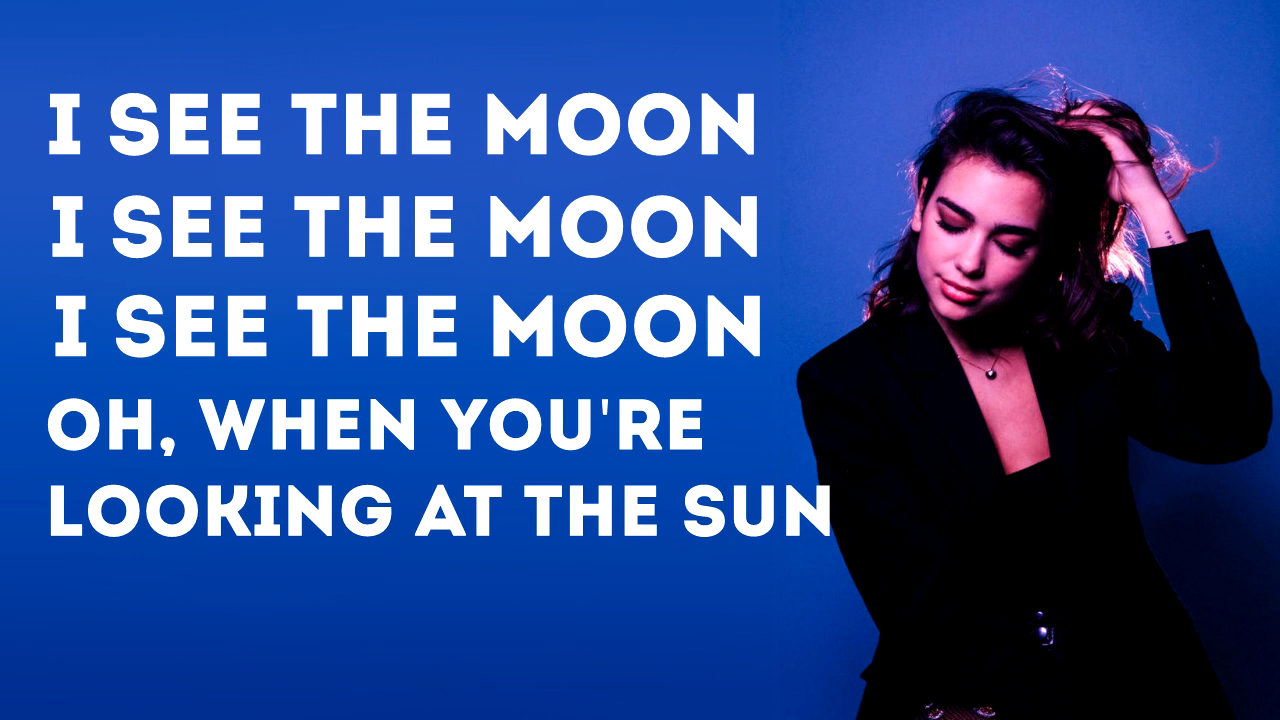 I SEE THE MOON
I SEE THE MOON
I SEE THE MOON
OH, WHEN YOU'RE
LOOKING AT THE SUN